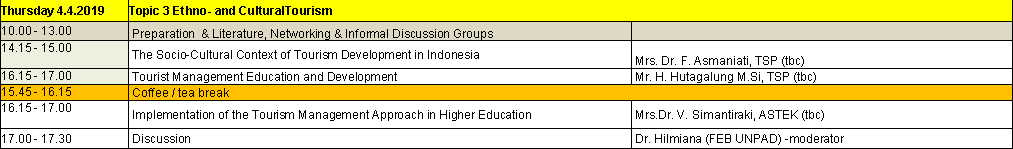 Thursday 4.4.2019 Topic 3 Ethno- and CulturalTourism
10.00 - 13.00 Preparation & Literature, Networking & Informal Discussion Groups
14.15 - 15.00 The Socio-Cultural Context of Tourism Development in Indonesia Mrs. Dr. F. Asmaniati, TSP (tbc)
16.15 - 17.00 Tourist Management Education and Development Mr. H. Hutagalung M.Si, TSP (tbc)
15.45 - 16.15 Coffee / tea break
16.15 - 17.00 Implementation of the Tourism Management Approach in Higher Education Mrs.Dr. V. Simantiraki, ASTEK (tbc)
17.00 - 17.30 Discussion Dr. Hilmiana (FEB UNPAD) -moderator